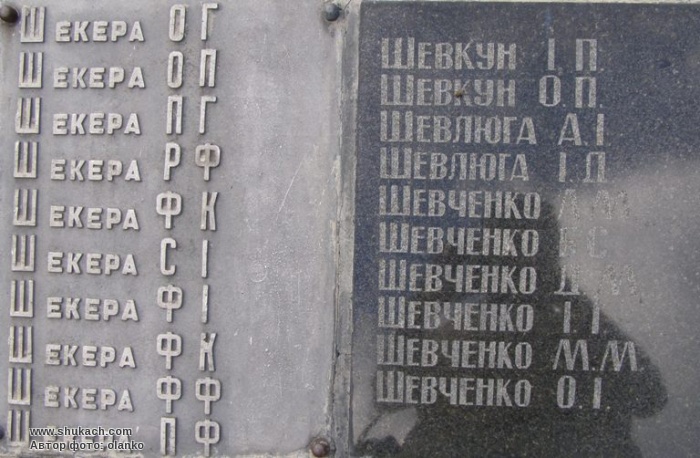 ШЕКЕРА О Г
ШЕКЕРА О П
ШЕКЕРА П Г
ШЕКЕРА Р Ф
ШЕКЕРА Ф К
ШЕКЕРА С І
ШЕКЕРА Ф І
ШЕКЕРА Ф К
ШЕКЕРА Ф Ф
ШЕКЕРА П Ф
ШЕВКУН І.П.
ШЕВКУН О.П.
ШЕВЛЮГА А.І
ШЕВЛЮГА І.Д
ШЕВЧЕНКО
ШЕВЧЕНКО
ШЕВЧЕНКО Д.М.
ШЕВЧЕНКО І.І
ШЕВЧЕНКО М.М.
ШЕВЧЕНКО О.І
www.shukach.com
Автор фото: olanko